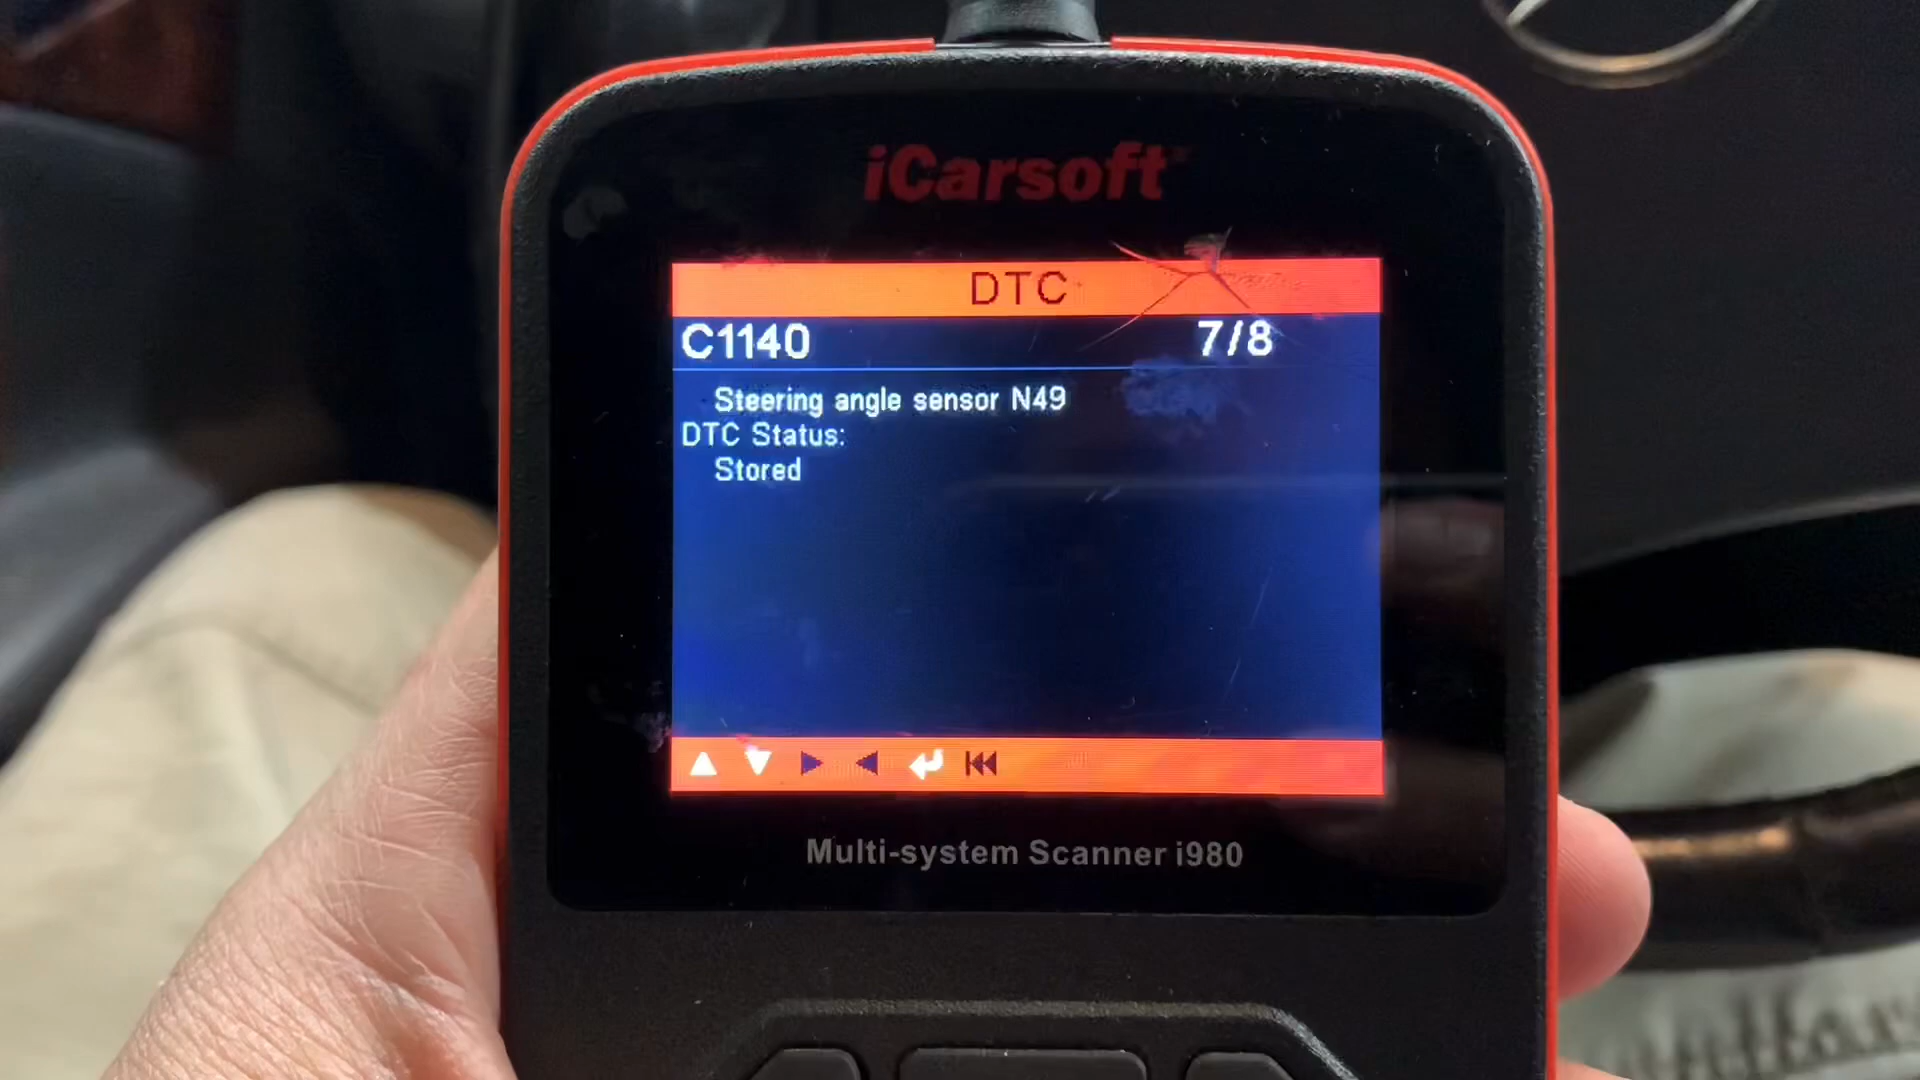 iCarsoft
DTC
C1140 7/8
Steering angle sensor N49
DTC Status:
Stored
Multi-system Scanner i980